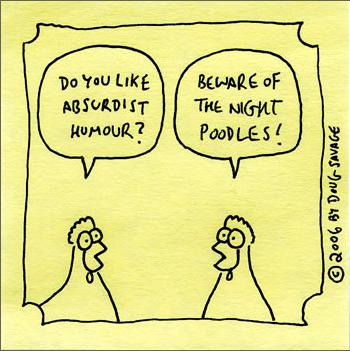 DO YOU LIKE
ABSURDIST
HUMOUR?
BEWARE OF
THE NIGHT
POODLES!
© 2006 BY DOUG SAVAGE